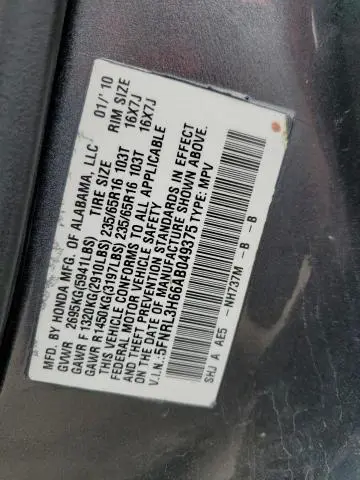 MFD. BY HONDA MFG. OF ALABAMA, LLC 01/'10
GVWR 2695KG(5941LBS) TIRE SIZE RIM SIZE
GAWR F 1320KG(2910LBS) 235/65R16 103T 16X7J
GAWR R1450KG(3197LBS) 235/65R16 103T 16X7J
THIS VEHICLE CONFORMS TO ALL APPLICABLE
FEDERAL MOTOR VEHICLE SAFETY STANDARDS IN EFFECT
ON THE DATE OF MANUFACTURE SHOWN ABOVE.
V.I.N.:5FNRL3H66AB049375 TYPE: MPV
SHJ A AE5 -NH737M -B -B